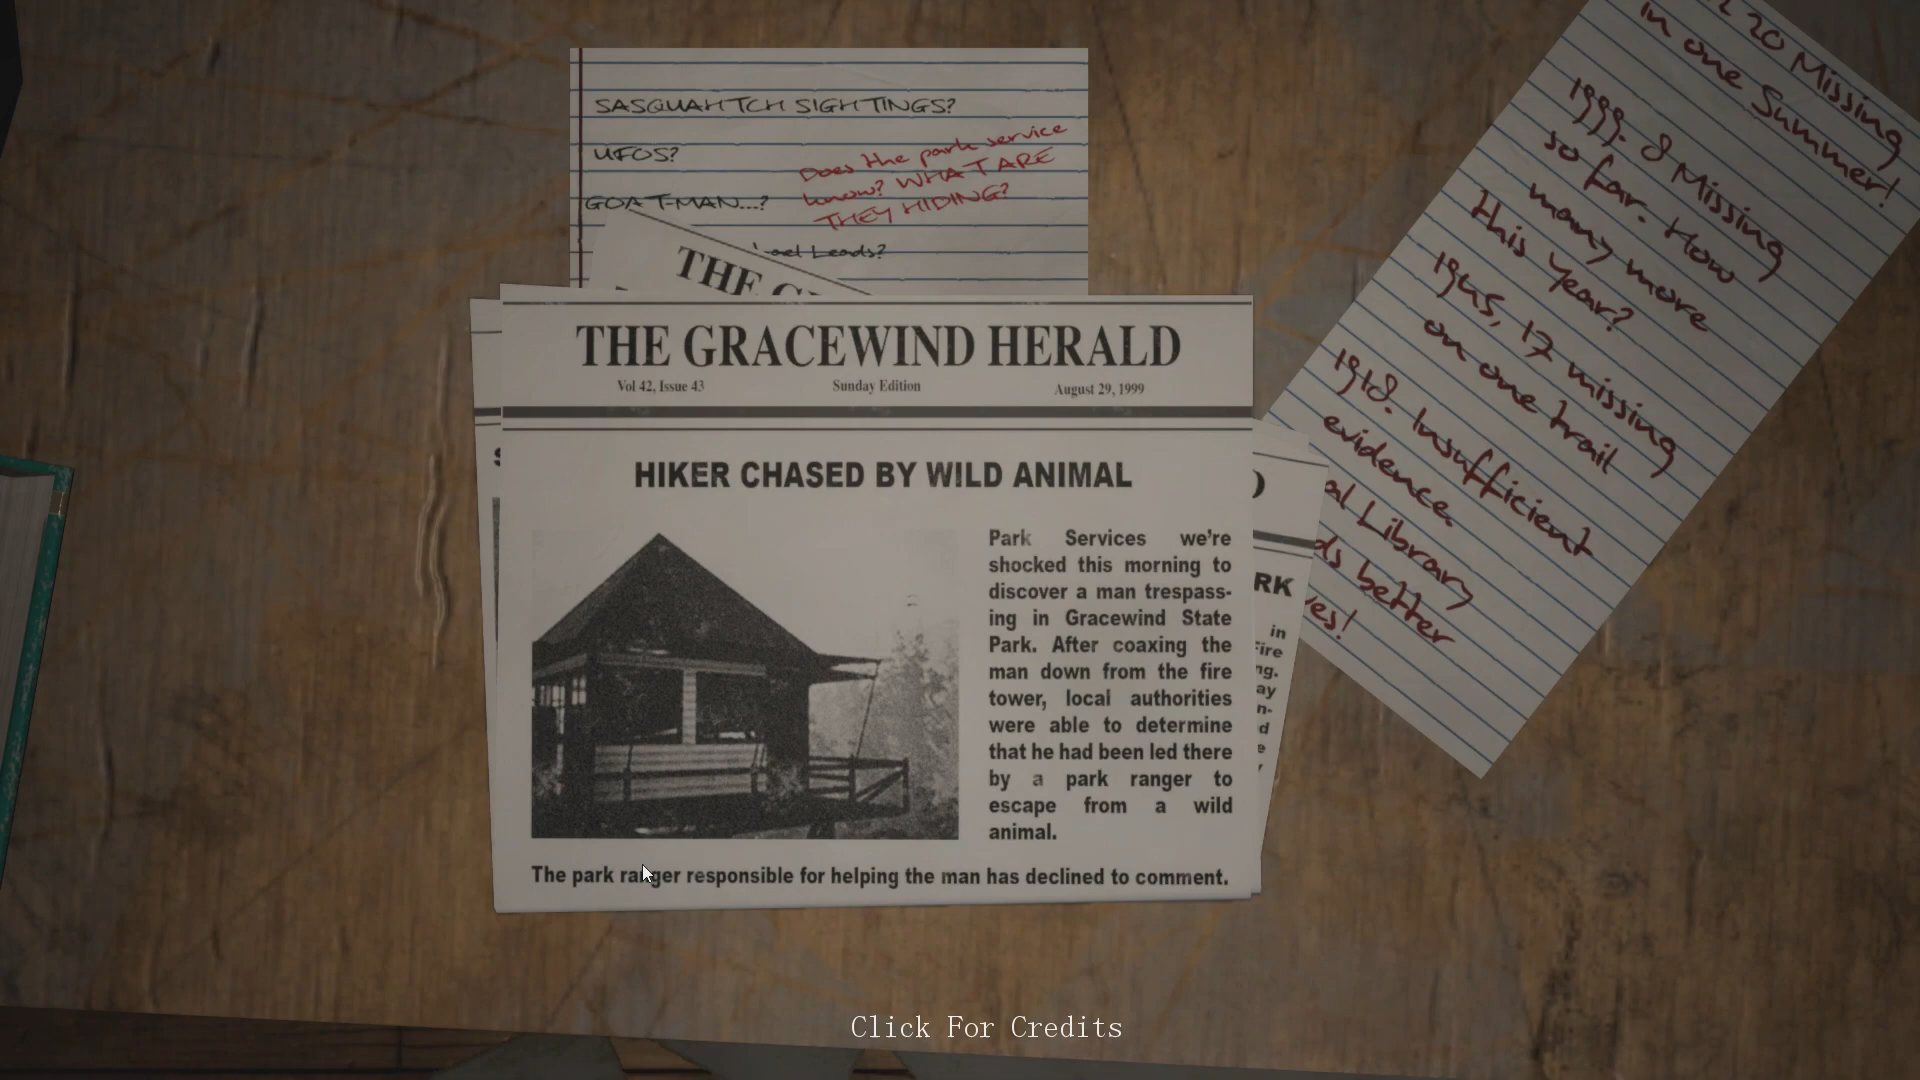 SASQUAHTCH SIGHTINGS?
UFOS?
GOAT-MAN...?
Does the park service
know? WHAT ARE
THEY HIDING?
Leads?
THE
20 Missing
in one Summer!
1999. 8 Missing
so far. How
many more
this year?
1945, 17 missing
on one trail
1918. Insufficient
evidence.
Library
better
THE GRACEWIND HERALD
Vol 42, Issue 43
Sunday Edition
August 29, 1999
HIKER CHASED BY WILD ANIMAL
Park Services we're
shocked this morning to
discover a man trespass-
ing in Gracewind State
Park. After coaxing the
man down from the fire
tower, local authorities
were able to determine
that he had been led there
by a park ranger to
escape from a wild
animal.
The park ranger responsible for helping the man has declined to comment.
RK
in
Click For Credits